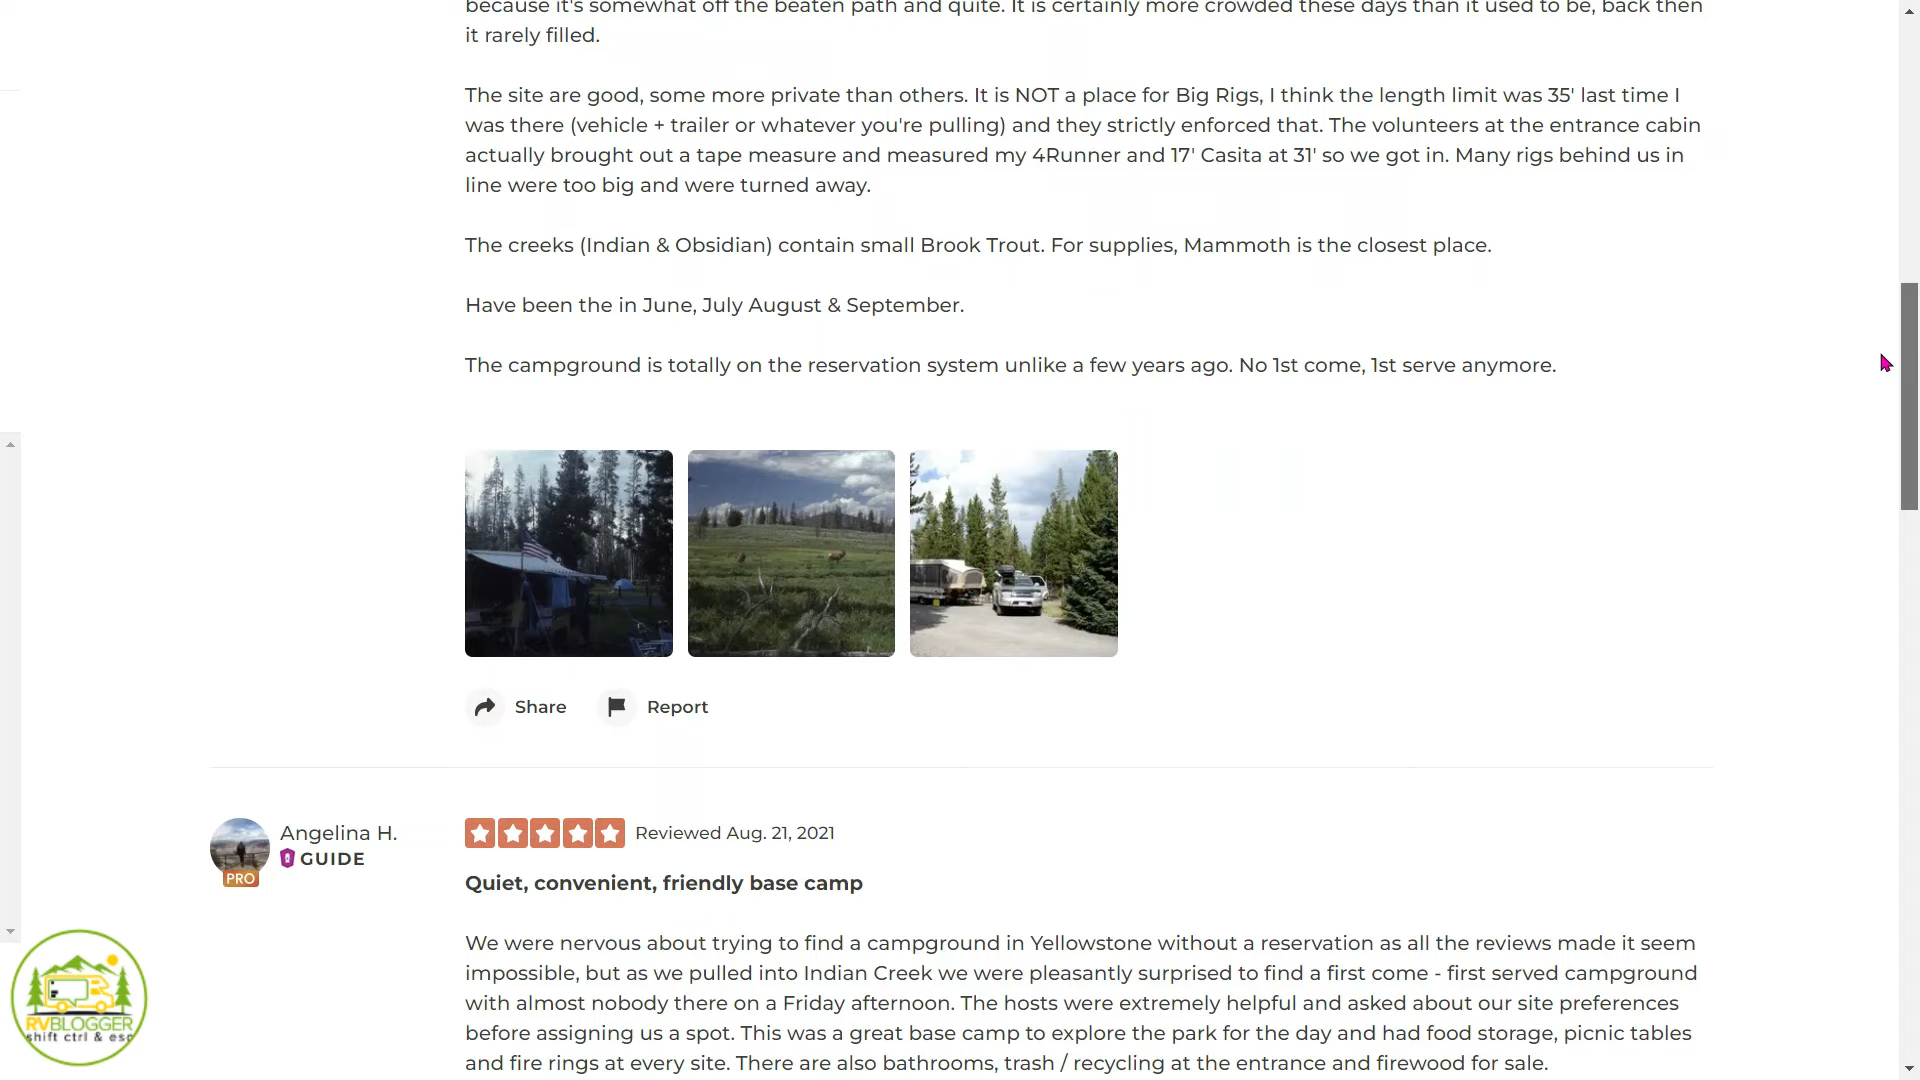 because it's somewhat off the beaten path and quite. It is certainly more crowded these days than it used to be, back then
it rarely filled.
The site are good, some more private than others. It is NOT a place for Big Rigs, I think the length limit was 35' last time I
was there (vehicle + trailer or whatever you're pulling) and they strictly enforced that. The volunteers at the entrance cabin
actually brought out a tape measure and measured my 4Runner and 17' Casita at 31' so we got in. Many rigs behind us in
line were too big and were turned away.
The creeks (Indian & Obsidian) contain small Brook Trout. For supplies, Mammoth is the closest place.
Have been the in June, July August & September.
The campground is totally on the reservation system unlike a few years ago. No 1st come, 1st serve anymore.
Share Report
Angelina H. Reviewed Aug. 21, 2021
GUIDE
PRO
Quiet, convenient, friendly base camp
We were nervous about trying to find a campground in Yellowstone without a reservation as all the reviews made it seem
impossible, but as we pulled into Indian Creek we were pleasantly surprised to find a first come - first served campground
with almost nobody there on a Friday afternoon. The hosts were extremely helpful and asked about our site preferences
before assigning us a spot. This was a great base camp to explore the park for the day and had food storage, picnic tables
and fire rings at every site. There are also bathrooms, trash / recycling at the entrance and firewood for sale.
RVBLOGGER
shift ctrl & esc